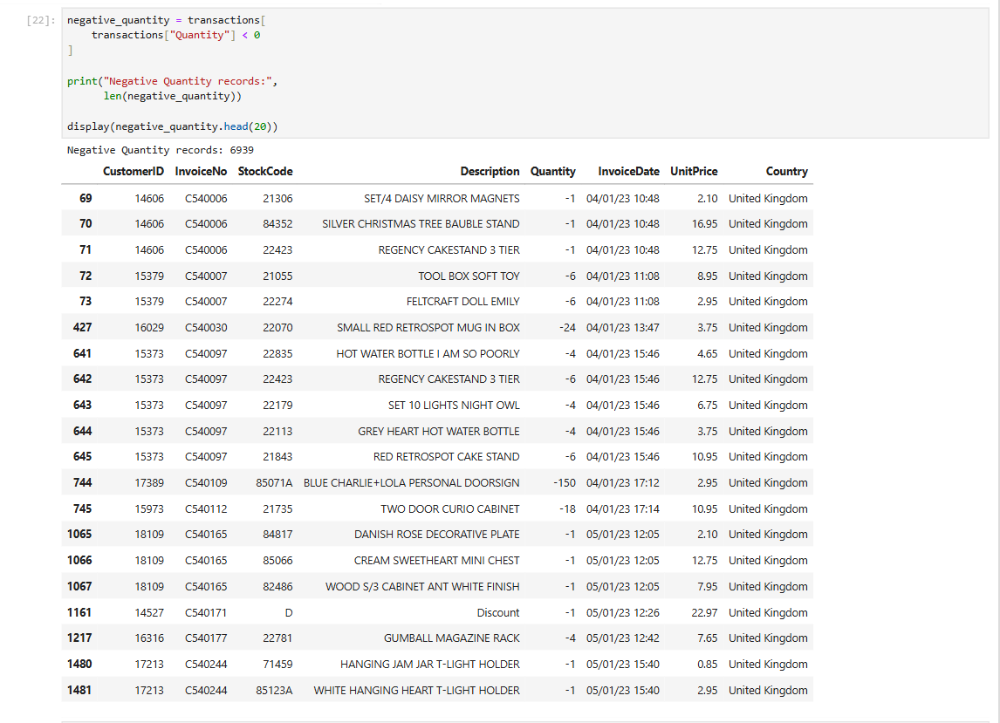 [22]: negative_quantity = transactions[
transactions["Quantity"] < 0
]
print("Negative Quantity records:",
len(negative_quantity))
display(negative_quantity.head(20))
Negative Quantity records: 6939
CustomerID InvoiceNo StockCode Description Quantity InvoiceDate UnitPrice Country
69 14606 C540006 21306 SET/4 DAISY MIRROR MAGNETS -1 04/01/23 10:48 2.10 United Kingdom
70 14606 C540006 84352 SILVER CHRISTMAS TREE BAUBLE STAND -1 04/01/23 10:48 16.95 United Kingdom
71 14606 C540006 22423 REGENCY CAKESTAND 3 TIER -1 04/01/23 10:48 12.75 United Kingdom
72 15379 C540007 21055 TOOL BOX SOFT TOY -6 04/01/23 11:08 8.95 United Kingdom
73 15379 C540007 22274 FELTCRAFT DOLL EMILY -6 04/01/23 11:08 2.95 United Kingdom
427 16029 C540030 22070 SMALL RED RETROSPOT MUG IN BOX -24 04/01/23 13:47 3.75 United Kingdom
641 15373 C540097 22835 HOT WATER BOTTLE I AM SO POORLY -4 04/01/23 15:46 4.65 United Kingdom
642 15373 C540097 22423 REGENCY CAKESTAND 3 TIER -6 04/01/23 15:46 12.75 United Kingdom
643 15373 C540097 22179 SET 10 LIGHTS NIGHT OWL -4 04/01/23 15:46 6.75 United Kingdom
644 15373 C540097 22113 GREY HEART HOT WATER BOTTLE -4 04/01/23 15:46 3.75 United Kingdom
645 15373 C540097 21843 RED RETROSPOT CAKE STAND -6 04/01/23 15:46 10.95 United Kingdom
744 17389 C540109 85071A BLUE CHARLIE+LOLA PERSONAL DOORSIGN -150 04/01/23 17:12 2.95 United Kingdom
745 15973 C540112 21735 TWO DOOR CURIO CABINET -18 04/01/23 17:14 10.95 United Kingdom
1065 18109 C540165 84817 DANISH ROSE DECORATIVE PLATE -1 05/01/23 12:05 2.10 United Kingdom
1066 18109 C540165 85066 CREAM SWEETHEART MINI CHEST -1 05/01/23 12:05 12.75 United Kingdom
1067 18109 C540165 82486 WOOD S/3 CABINET ANT WHITE FINISH -1 05/01/23 12:05 7.95 United Kingdom
1161 14527 C540171 D Discount -1 05/01/23 12:26 22.97 United Kingdom
1217 16316 C540177 22781 GUMBALL MAGAZINE RACK -4 05/01/23 12:42 7.65 United Kingdom
1480 17213 C540244 71459 HANGING JAM JAR T-LIGHT HOLDER -1 05/01/23 15:40 0.85 United Kingdom
1481 17213 C540244 85123A WHITE HANGING HEART T-LIGHT HOLDER -1 05/01/23 15:40 2.95 United Kingdom